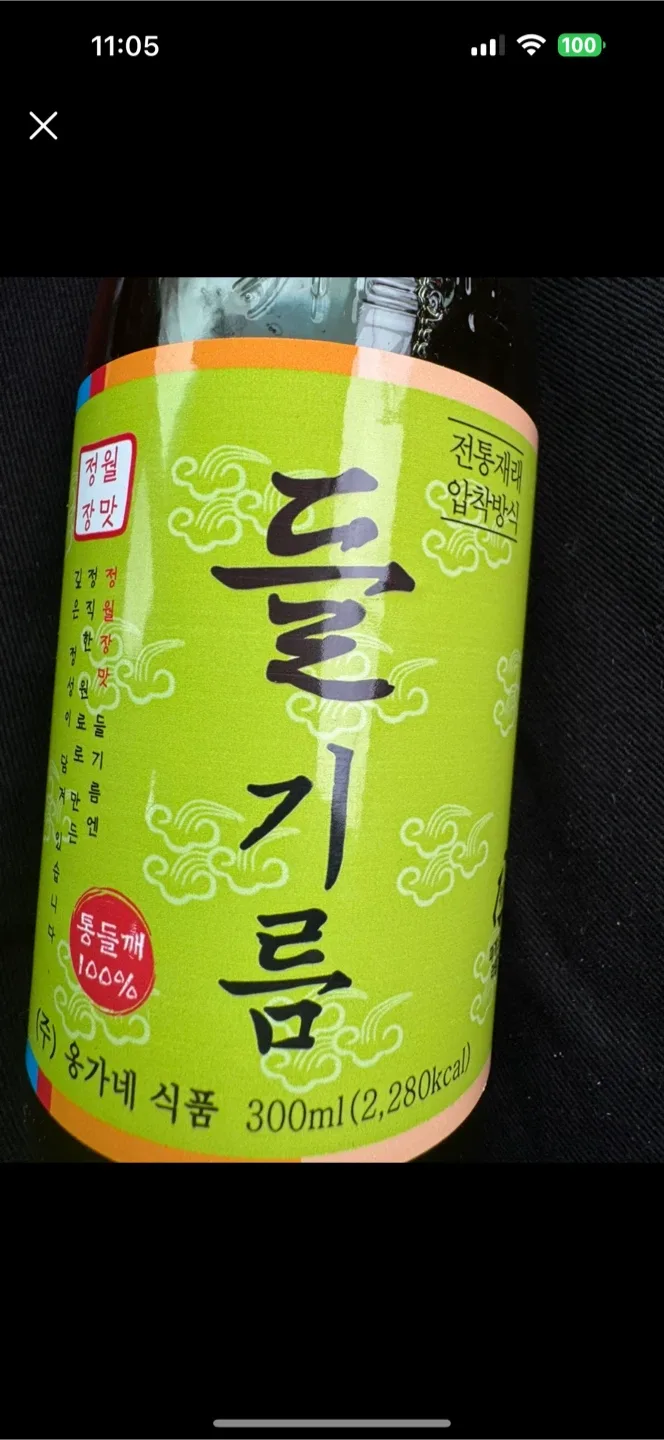 11:05
100
정월
장맛
전통재래
압착방식
들기름
정월장맛 들기름엔
정직한 원료로 만든
깊은 정성이 담겨 있습니다.
통들깨
100%
(주) 옹가네 식품 300ml(2,280kcal)